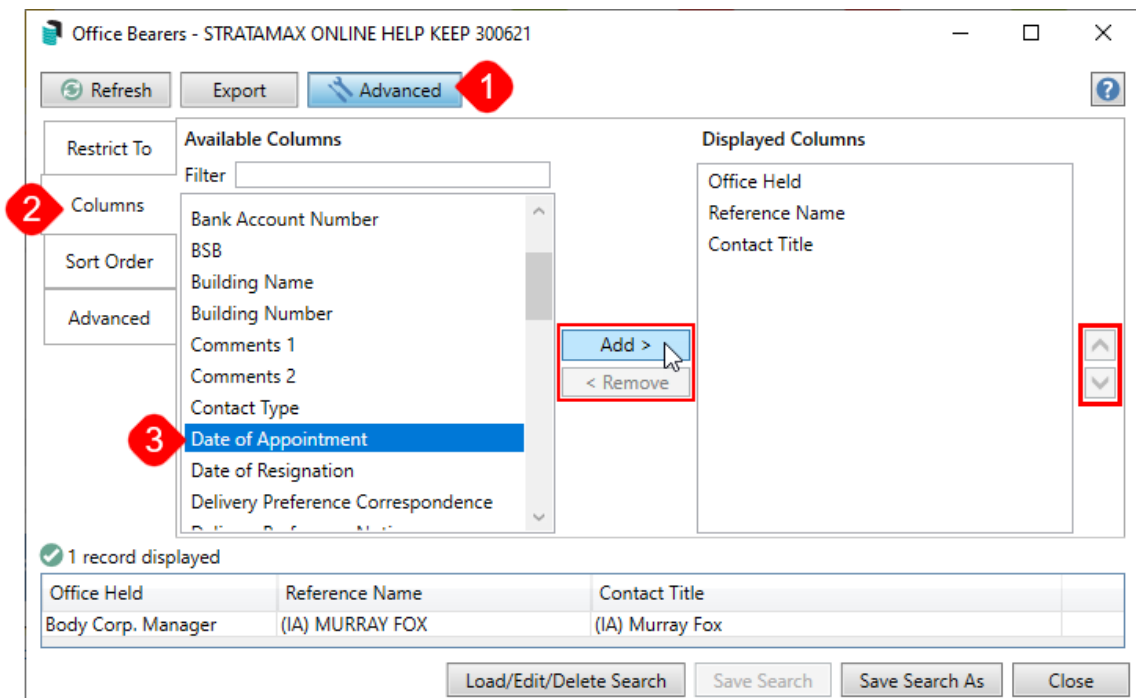 Office Bearers - STRATAMAX ONLINE HELP KEEP 300621
Refresh Export Advanced 1
Restrict To
2 Columns
Sort Order
Advanced
Available Columns
Filter
Bank Account Number
BSB
Building Name
Building Number
Comments 1
Comments 2
Contact Type
3 Date of Appointment
Date of Resignation
Delivery Preference Correspondence
Add >
< Remove
Displayed Columns
Office Held
Reference Name
Contact Title
1 record displayed
Office Held Reference Name Contact Title
Body Corp. Manager (IA) MURRAY FOX (IA) Murray Fox
Load/Edit/Delete Search Save Search Save Search As Close